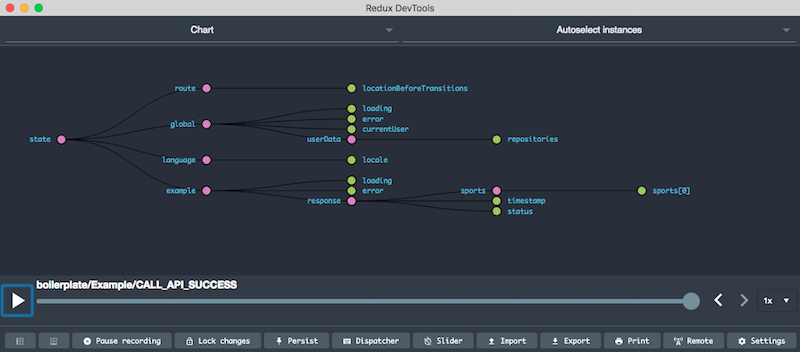 Redux DevTools
Chart
Autoselect instances
route
locationBeforeTransitions
loading
global
error
currentUser
state
userData
repositories
language
locale
loading
example
error
sports
sports[0]
response
timestamp
status
boilerplate/Example/CALL_API_SUCCESS
1x
Pause recording
Lock changes
Persist
Dispatcher
Slider
Import
Export
Print
Remote
Settings